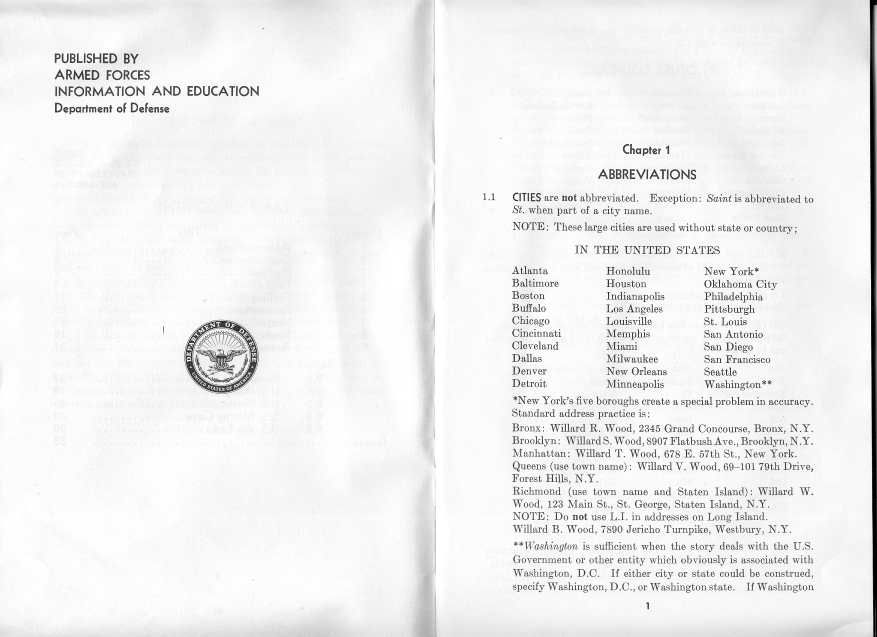 PUBLISHED BY
ARMED FORCES
INFORMATION AND EDUCATION
Department of Defense
DEPARTMENT OF DEFENSE
UNITED STATES OF AMERICA
Chapter 1
ABBREVIATIONS
1.1 CITIES are not abbreviated. Exception: Saint is abbreviated to
St. when part of a city name.
NOTE: These large cities are used without state or country;
IN THE UNITED STATES
Atlanta Honolulu New York*
Baltimore Houston Oklahoma City
Boston Indianapolis Philadelphia
Buffalo Los Angeles Pittsburgh
Chicago Louisville St. Louis
Cincinnati Memphis San Antonio
Cleveland Miami San Diego
Dallas Milwaukee San Francisco
Denver New Orleans Seattle
Detroit Minneapolis Washington**
*New York's five boroughs create a special problem in accuracy.
Standard address practice is:
Bronx: Willard R. Wood, 2345 Grand Concourse, Bronx, N.Y.
Brooklyn: Willard S. Wood, 8907 Flatbush Ave., Brooklyn, N.Y.
Manhattan: Willard T. Wood, 678 E. 57th St., New York.
Queens (use town name): Willard V. Wood, 69–101 79th Drive,
Forest Hills, N.Y.
Richmond (use town name and Staten Island): Willard W.
Wood, 123 Main St., St. George, Staten Island, N.Y.
NOTE: Do not use L.I. in addresses on Long Island.
Willard B. Wood, 7890 Jericho Turnpike, Westbury, N.Y.
**Washington is sufficient when the story deals with the U.S.
Government or other entity which obviously is associated with
Washington, D.C. If either city or state could be construed,
specify Washington, D.C., or Washington state. If Washington
1